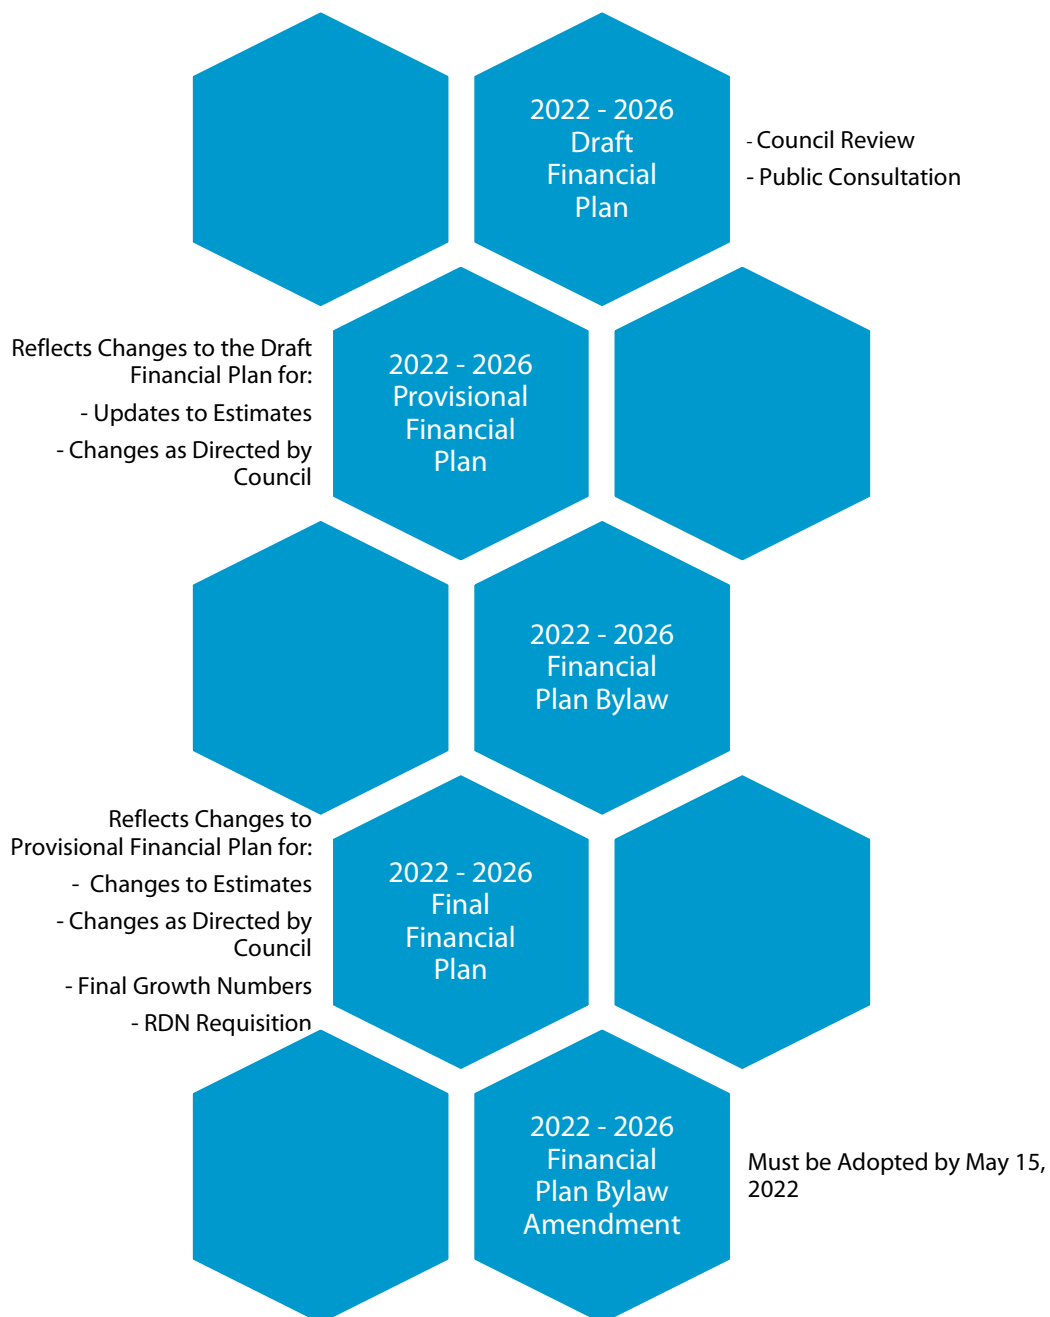 2022 - 2026
Draft
Financial
Plan
- Council Review
- Public Consultation
Reflects Changes to the Draft
Financial Plan for:
- Updates to Estimates
- Changes as Directed by
Council
2022 - 2026
Provisional
Financial
Plan
2022 - 2026
Financial
Plan Bylaw
Reflects Changes to
Provisional Financial Plan for:
- Changes to Estimates
- Changes as Directed by
Council
- Final Growth Numbers
- RDN Requisition
2022 - 2026
Final
Financial
Plan
2022 - 2026
Financial
Plan Bylaw
Amendment
Must be Adopted by May 15,
2022